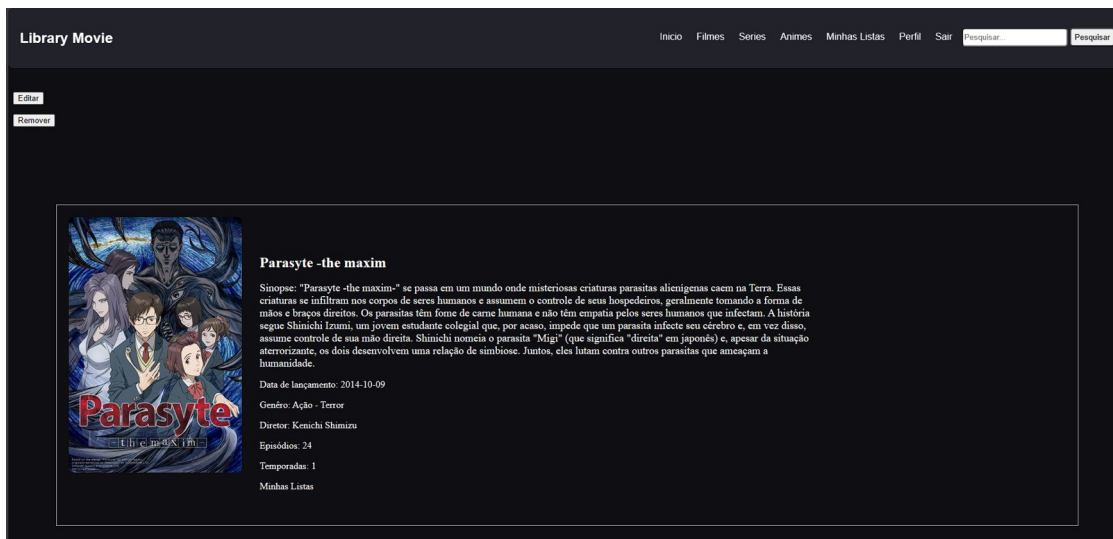 Library Movie
Inicio Filmes Series Animes Minhas Listas Perfil Sair Pesquisar... Pesquisar
Editar
Remover
Parasyte -the maxim
Sinopse: "Parasyte -the maxim-" se passa em um mundo onde misteriosas criaturas parasitas alienígenas caem na Terra. Essas
criaturas se infiltram nos corpos de seres humanos e assumem o controle de seus hospedeiros, geralmente tomando a forma de
mãos e braços direitos. Os parasitas têm fome de carne humana e não têm empatia pelos seres humanos que infectam. A história
segue Shinichi Izumi, um jovem estudante colegial que, por acaso, impede que um parasita infecte seu cérebro e, em vez disso,
assume controle de sua mão direita. Shinichi nomeia o parasita "Migi" (que significa "direita" em japonês) e, apesar da situação
aterrorizante, os dois desenvolvem uma relação de simbiose. Juntos, eles lutam contra outros parasitas que ameaçam a
humanidade.
Data de lançamento: 2014-10-09
Genêro: Ação - Terror
Diretor: Kenichi Shimizu
Episódios: 24
Temporadas: 1
Minhas Listas
Parasyte
-the maxim-